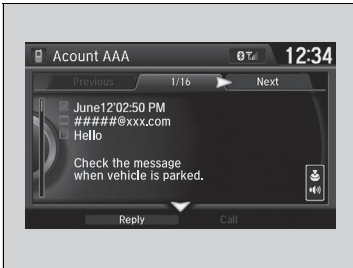 Acount AAA
12:34
Previous
1/16
Next
June12'02:50 PM
#####@xxx.com
Hello
Check the message
when vehicle is parked.
Reply
Call